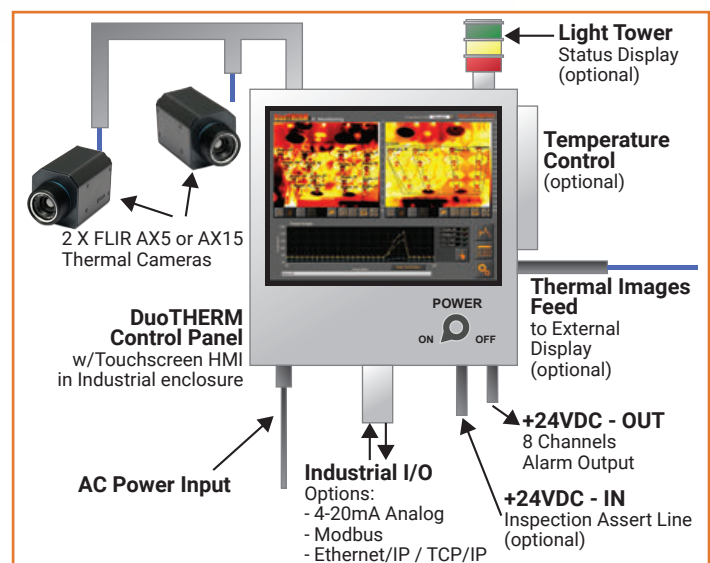 Light Tower
Status Display
(optional)
Temperature
Control
(optional)
2 X FLIR AX5 or AX15
Thermal Cameras
Thermal Images
Feed
to External
Display
(optional)
DuoTHERM
Control Panel
w/Touchscreen HMI
in Industrial enclosure
POWER
ON OFF
+24VDC - OUT
8 Channels
Alarm Output
AC Power Input
Industrial I/O
Options:
- 4-20mA Analog
- Modbus
- Ethernet/IP / TCP/IP
+24VDC - IN
Inspection Assert Line
(optional)